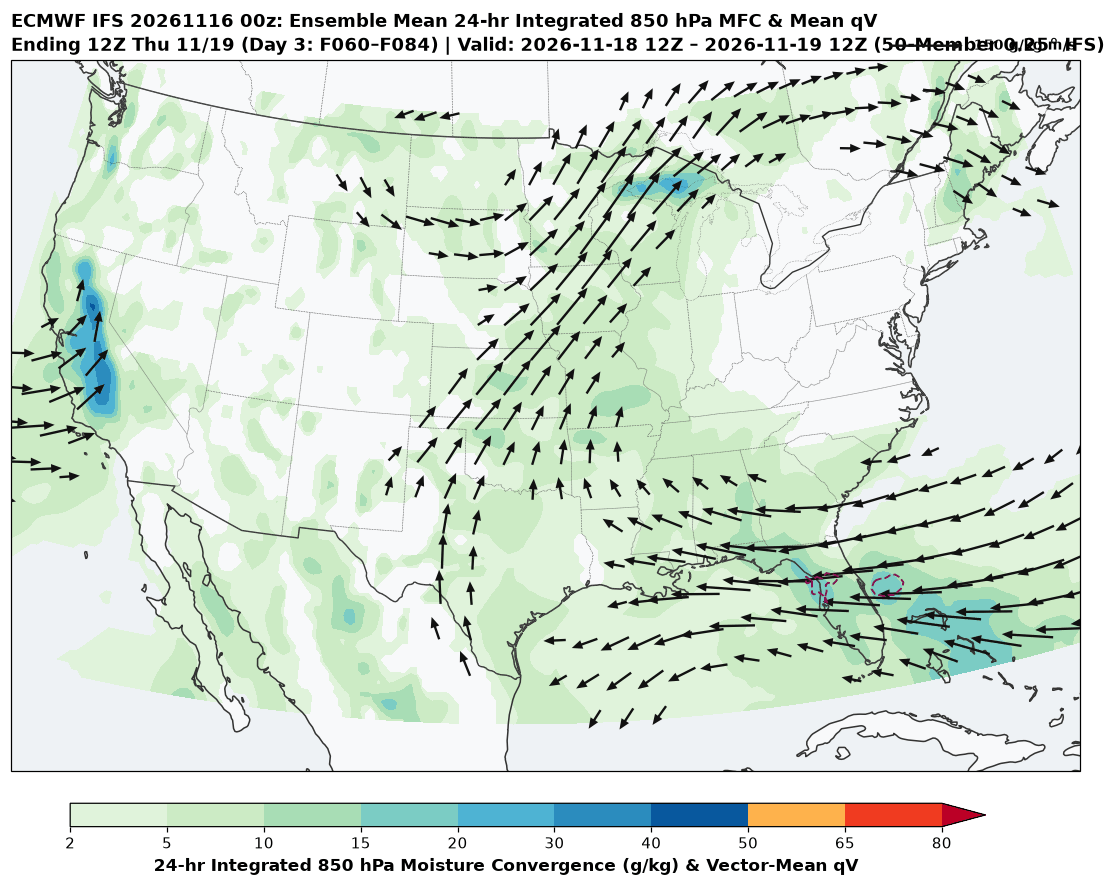 ECMWF IFS 20261116 00z: Ensemble Mean 24-hr Integrated 850 hPa MFC & Mean qV
Ending 12Z Thu 11/19 (Day 3: F060–F084) | Valid: 2026-11-18 12Z – 2026-11-19 12Z (50-Member 0.25° IFS)
2 5 10 15 20 30 40 50 65 80
24-hr Integrated 850 hPa Moisture Convergence (g/kg) & Vector-Mean qV